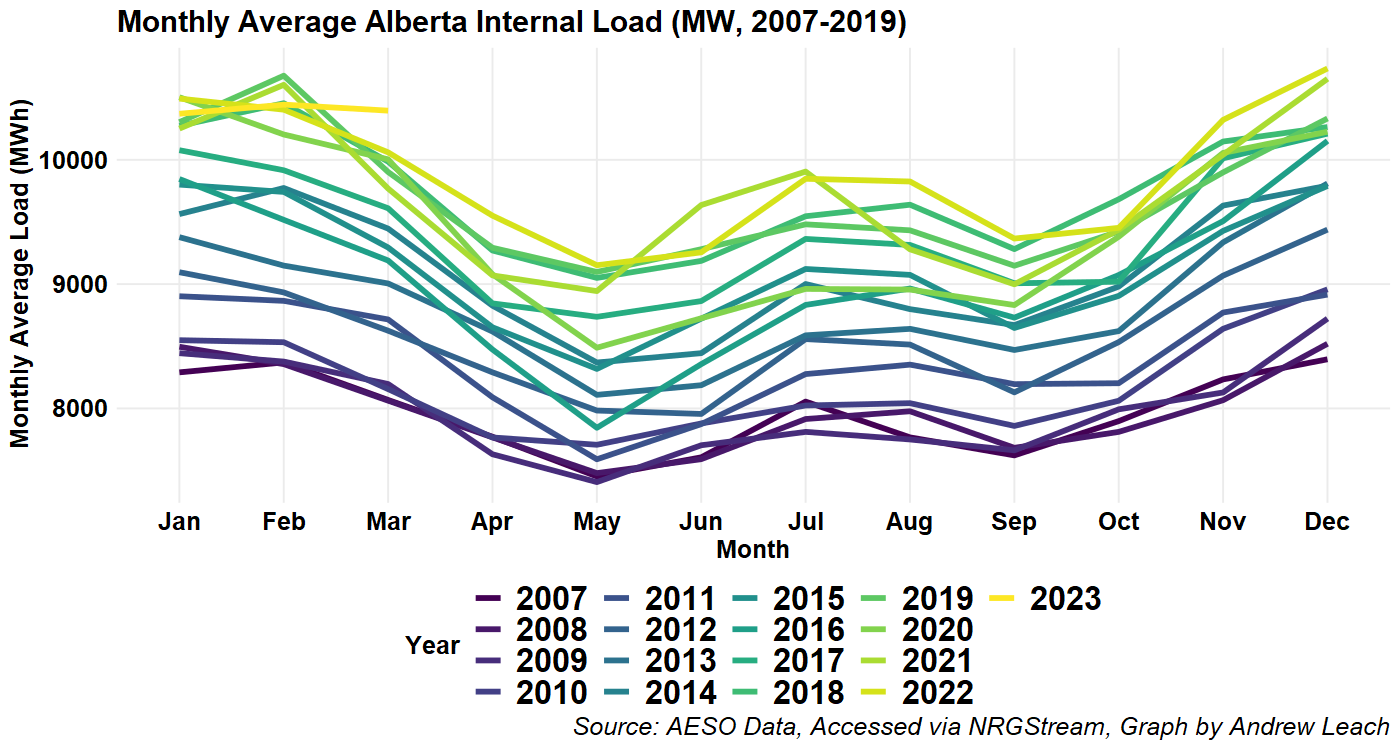 Monthly Average Alberta Internal Load (MW, 2007-2019)
Monthly Average Load (MWh)
10000
9000
8000
Jan Feb Mar Apr May Jun Jul Aug Sep Oct Nov Dec
Month
Year
2007 2011 2015 2019 2023
2008 2012 2016 2020
2009 2013 2017 2021
2010 2014 2018 2022
Source: AESO Data, Accessed via NRGStream, Graph by Andrew Leach